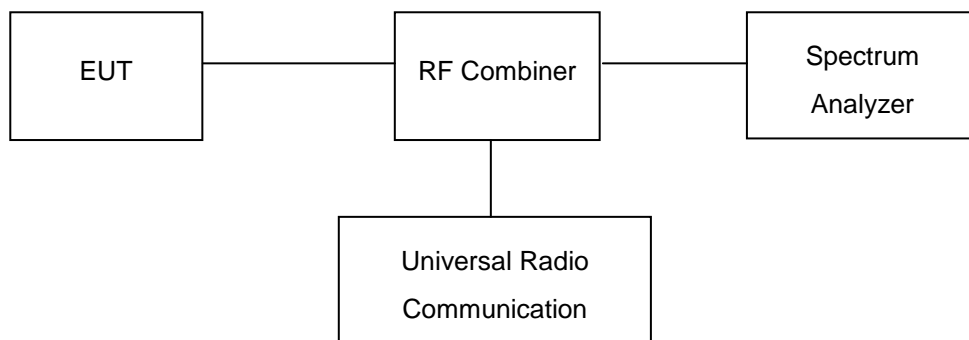 EUT
RF Combiner
Spectrum
Analyzer
Universal Radio
Communication